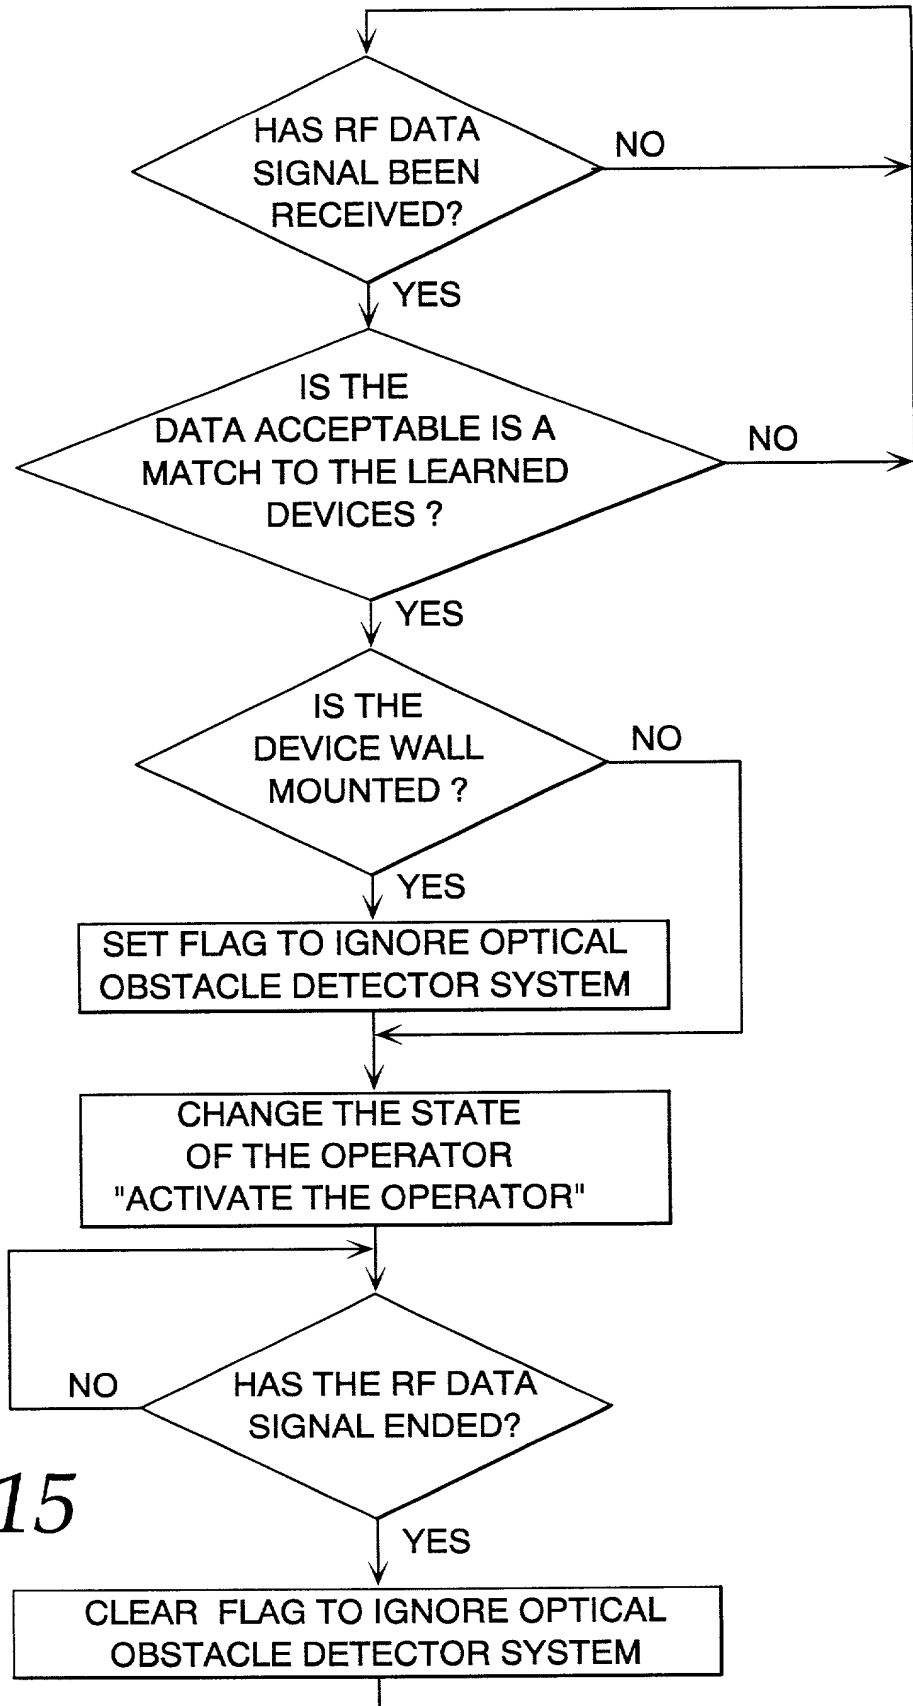 HAS RF DATA
SIGNAL BEEN
RECEIVED?
NO
YES
IS THE
DATA ACCEPTABLE IS A
MATCH TO THE LEARNED
DEVICES ?
NO
YES
IS THE
DEVICE WALL
MOUNTED ?
NO
YES
SET FLAG TO IGNORE OPTICAL
OBSTACLE DETECTOR SYSTEM
CHANGE THE STATE
OF THE OPERATOR
"ACTIVATE THE OPERATOR"
HAS THE RF DATA
SIGNAL ENDED?
NO
15
YES
CLEAR FLAG TO IGNORE OPTICAL
OBSTACLE DETECTOR SYSTEM